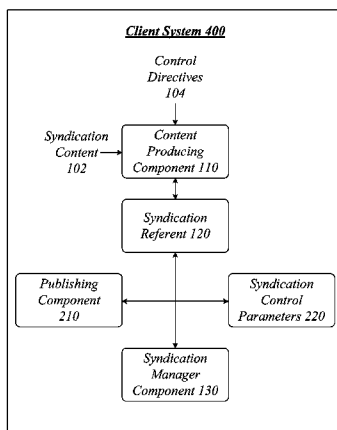 Client System 400
Control
Directives
104
Syndication
Content
102
Content
Producing
Component 110
Syndication
Referent 120
Publishing
Component
210
Syndication
Control
Parameters 220
Syndication
Manager
Component 130